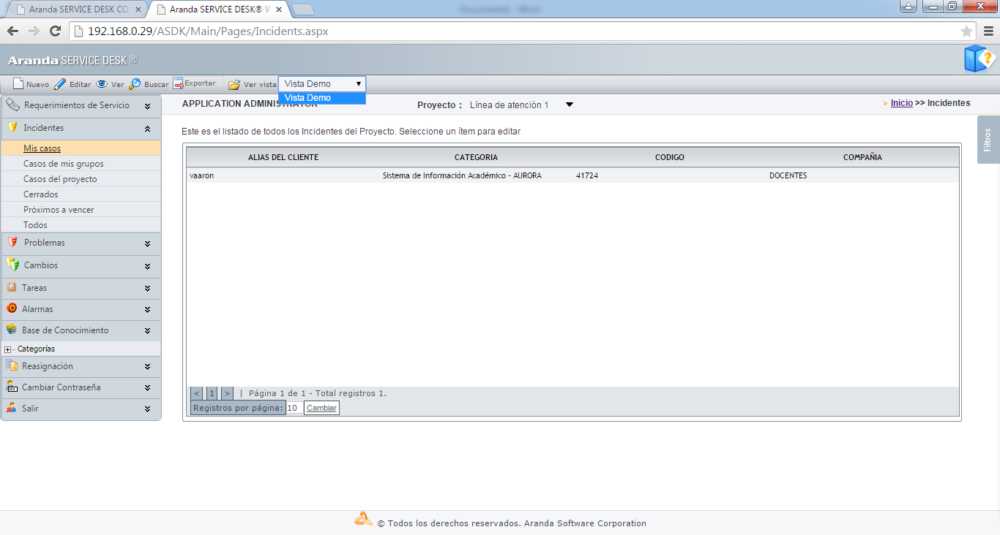 Aranda SERVICE DESK CO
Aranda SERVICE DESK® W
192.168.0.29/ASDK/Main/Pages/Incidents.aspx
Aranda SERVICE DESK ®
Nuevo Editar Ver Buscar Exportar Ver vista Vista Demo
Vista Demo
APPLICATION ADMINISTRATOR
Proyecto : Línea de atención 1
» Inicio >> Incidentes
Requerimientos de Servicio
Incidentes
Mis casos
Casos de mis grupos
Casos del proyecto
Cerrados
Próximos a vencer
Todos
Problemas
Cambios
Tareas
Alarmas
Base de Conocimiento
Categorías
Reasignación
Cambiar Contraseña
Salir
Este es el listado de todos los Incidentes del Proyecto. Seleccione un ítem para editar
Filtros
ALIAS DEL CLIENTE CATEGORIA CODIGO COMPAÑIA
vaaron Sistema de Información Académico - AURORA 41724 DOCENTES
< 1 > | Página 1 de 1 - Total registros 1.
Registros por página: 10 Cambiar
© Todos los derechos reservados. Aranda Software Corporation